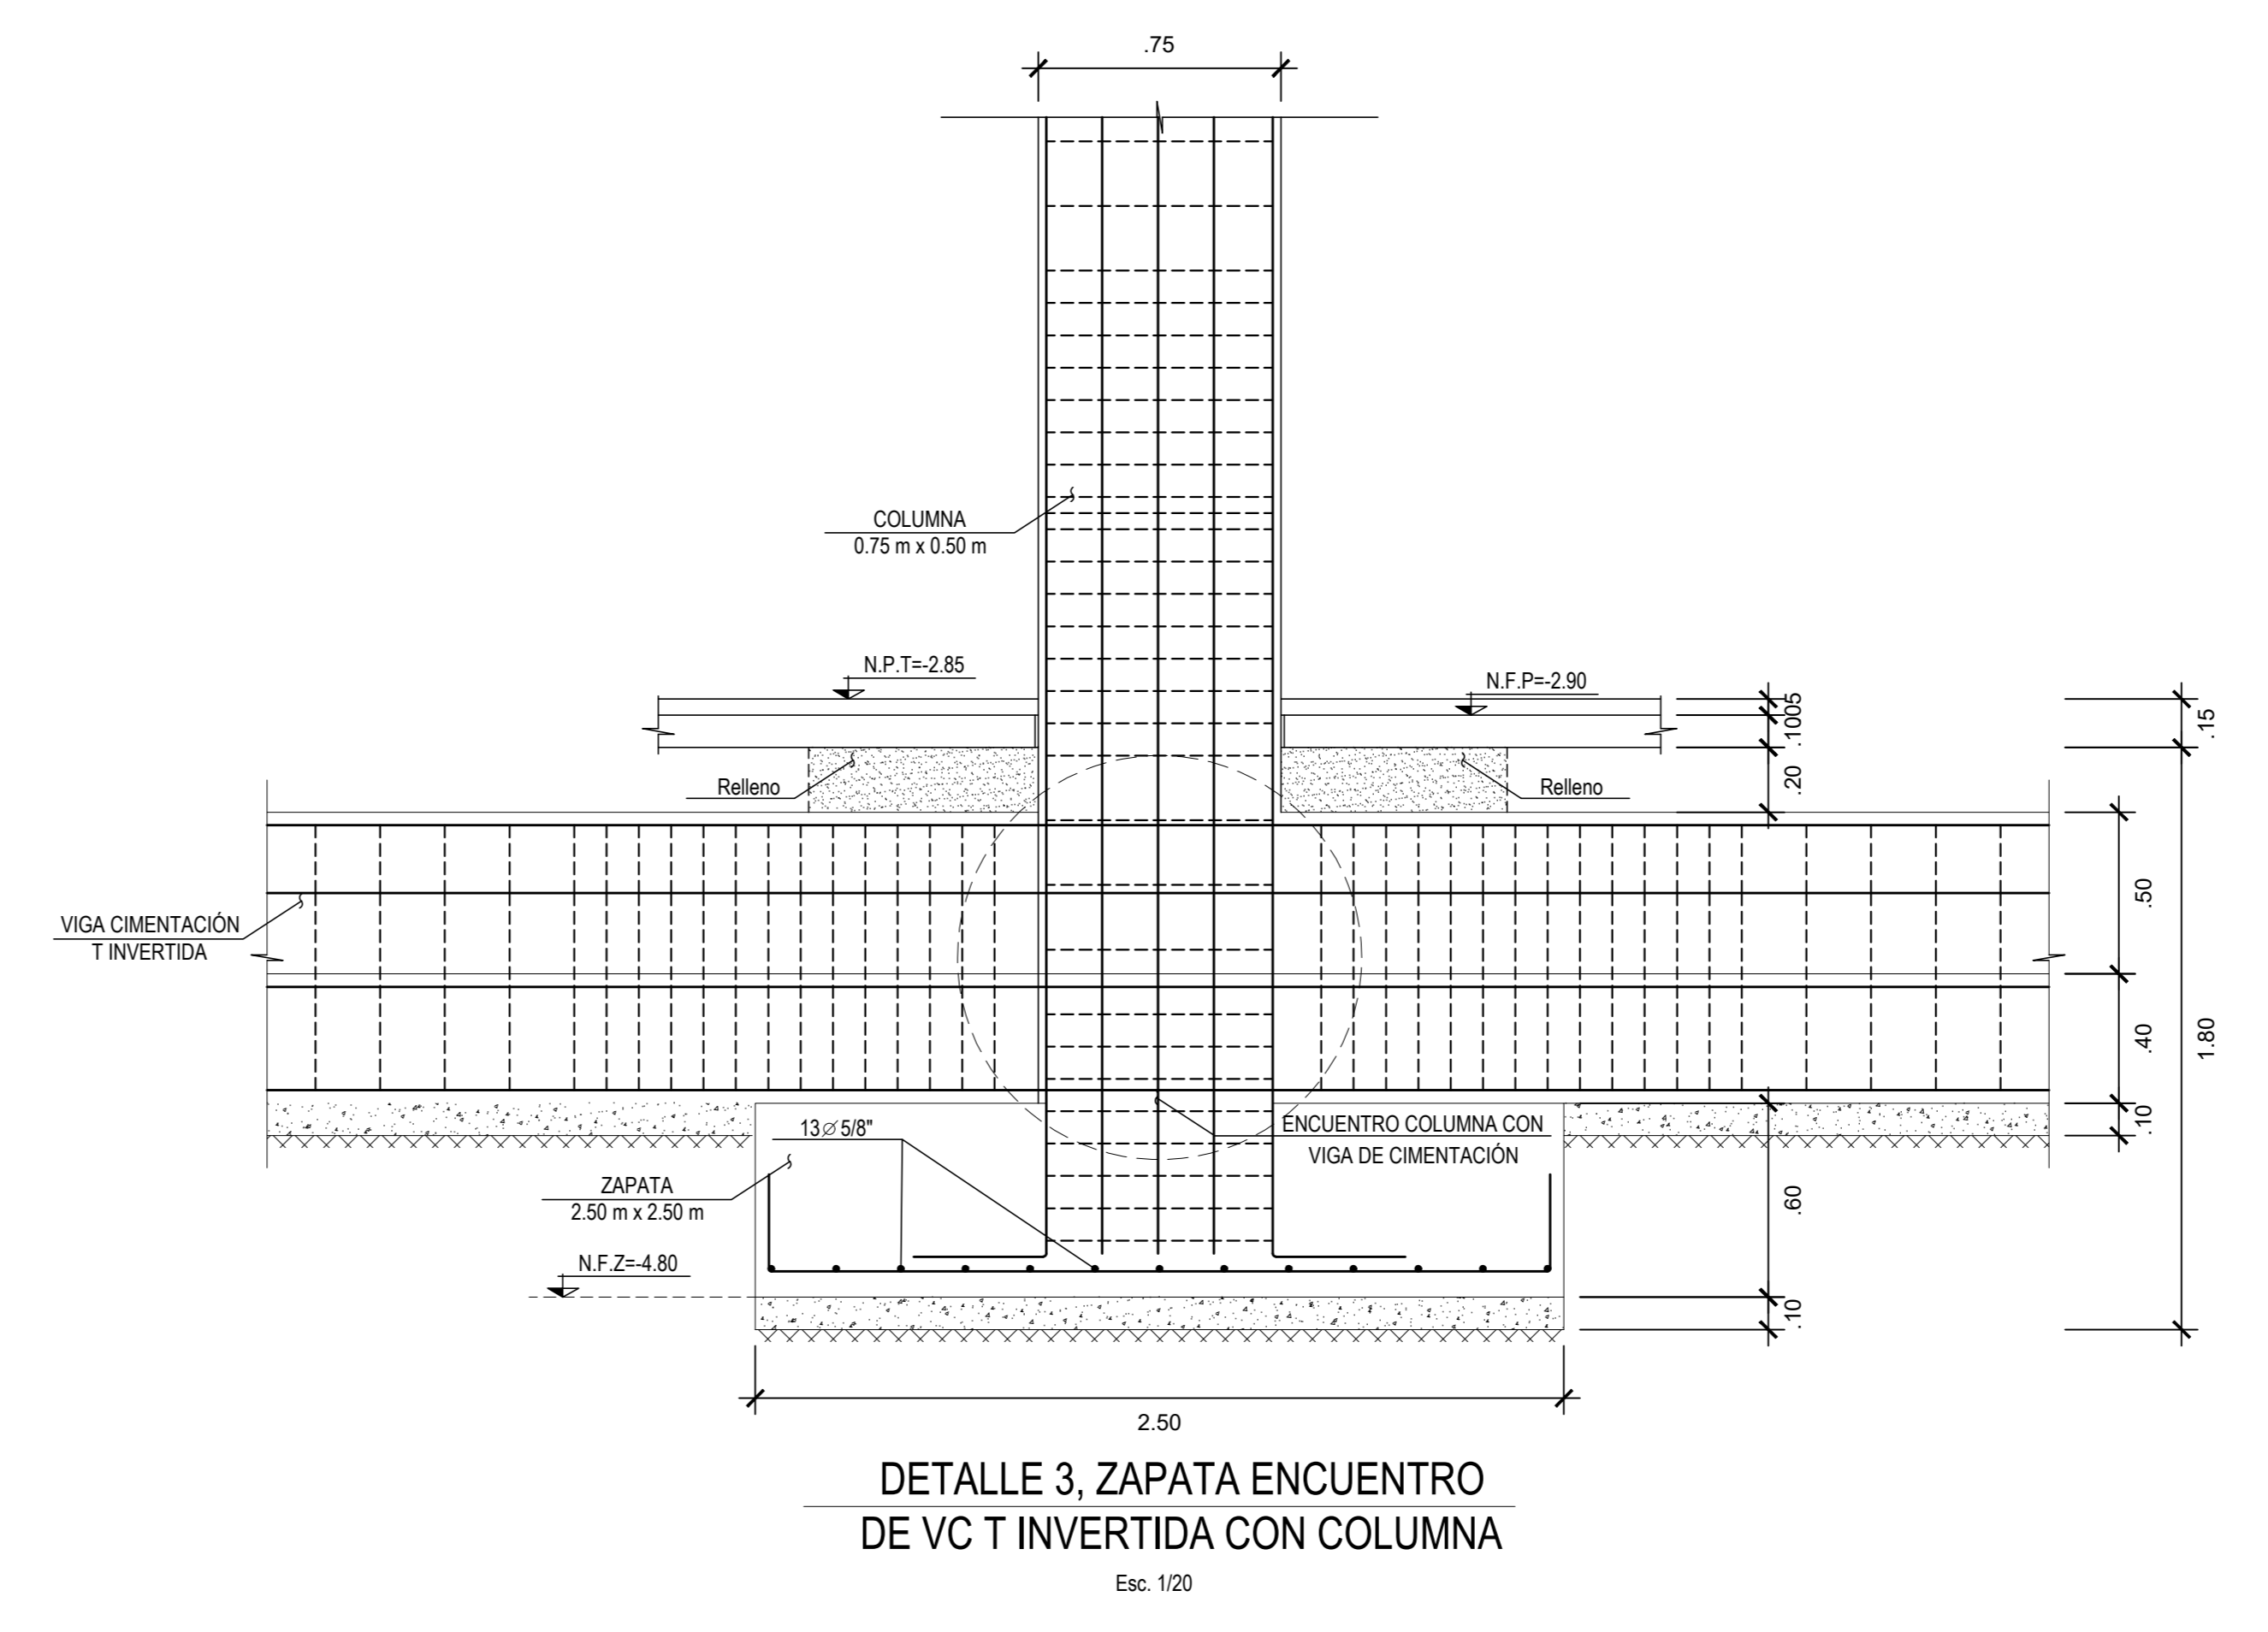 .75
COLUMNA
0.75 m x 0.50 m
N.P.T=-2.85
N.F.P=-2.90
.05
.10
.15
.20
Relleno
Relleno
VIGA CIMENTACIÓN
T INVERTIDA
.50
.40
1.80
.10
13∅ 5/8"
ENCUENTRO COLUMNA CON
VIGA DE CIMENTACIÓN
ZAPATA
2.50 m x 2.50 m
.60
N.F.Z=-4.80
.10
2.50
DETALLE 3, ZAPATA ENCUENTRO
DE VC T INVERTIDA CON COLUMNA
Esc. 1/20